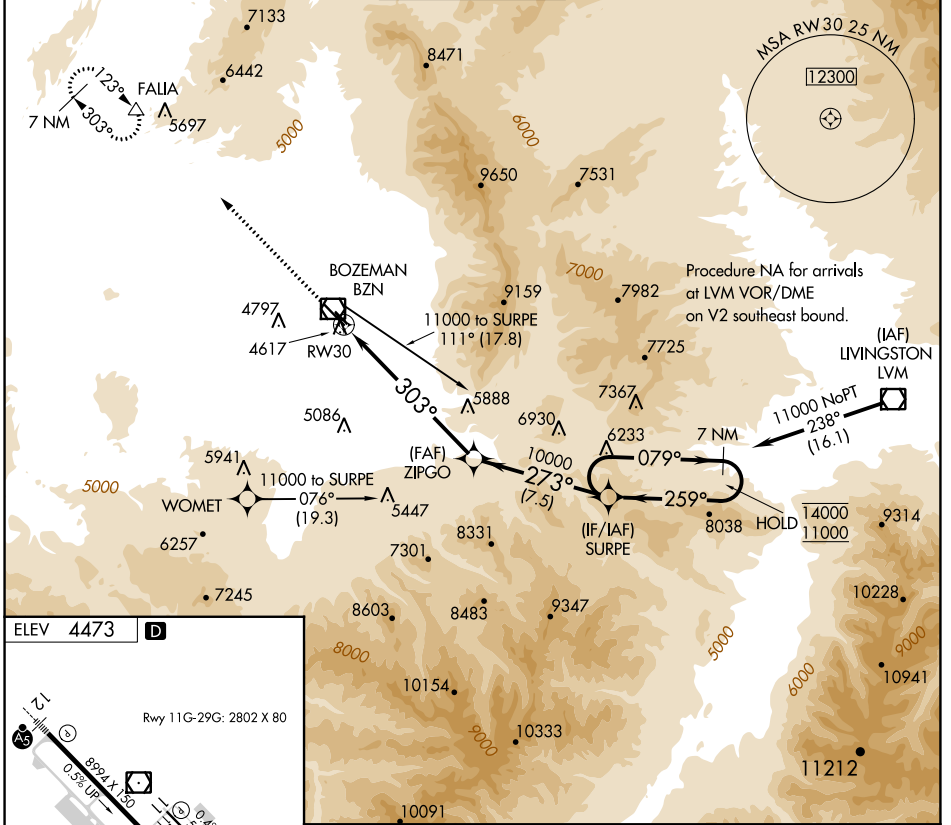 7133
8471
MSA RW30 25 NM
12300
6442
123°
FALIA
303°
7 NM
5697
5000
6000
9650
7531
BOZEMAN
BZN
7000
Procedure NA for arrivals
at LVM VOR/DME
on V2 southeast bound.
4797
4617
RW30
9159
7982
11000 to SURPE
111° (17.8)
7725
(IAF)
LIVINGSTON
LVM
303°
5888
7367
11000 NoPT
238°
(16.1)
5086
6930
6233
7 NM
(FAF)
ZIPGO
10000
273°
(7.5)
079°
259°
5941
5000
WOMET
11000 to SURPE
076°
(19.3)
5447
(IF/IAF)
SURPE
8038
HOLD
14000
11000
9314
6257
7301
8331
7245
8603
8483
9347
10228
9000
8000
5000
6000
10941
10154
9000
10333
11212
10091
ELEV 4473
D
Rwy 11G-29G: 2802 X 80
12
P
A5
8994 X 150
0.5% UP
P